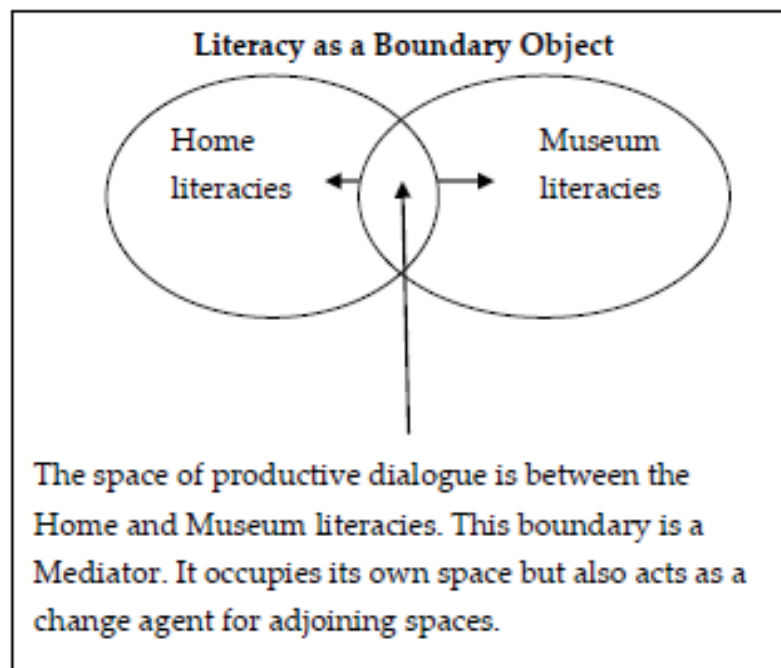 Literacy as a Boundary Object
Home
literacies
Museum
literacies
The space of productive dialogue is between the
Home and Museum literacies. This boundary is a
Mediator. It occupies its own space but also acts as a
change agent for adjoining spaces.